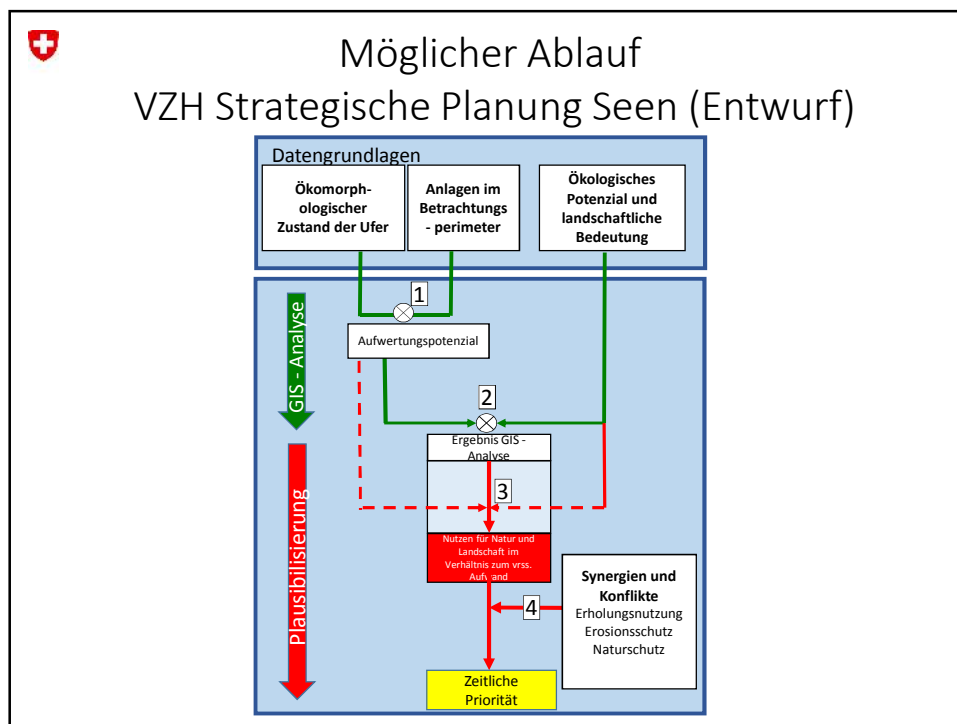 Möglicher Ablauf
VZH Strategische Planung Seen (Entwurf)
Datengrundlagen
Ökomorph-
ologischer
Zustand der Ufer
Anlagen im
Betrachtungs
- perimeter
Ökologisches
Potenzial und
landschaftliche
Bedeutung
GIS - Analyse
1
Aufwertungspotenzial
2
Ergebnis GIS -
Analyse
3
Plausibilisierung
Nutzen für Natur und
Landschaft im
Verhältnis zum vrss.
Aufwand
4
Synergien und
Konflikte
Erholungsnutzung
Erosionsschutz
Naturschutz
Zeitliche
Priorität